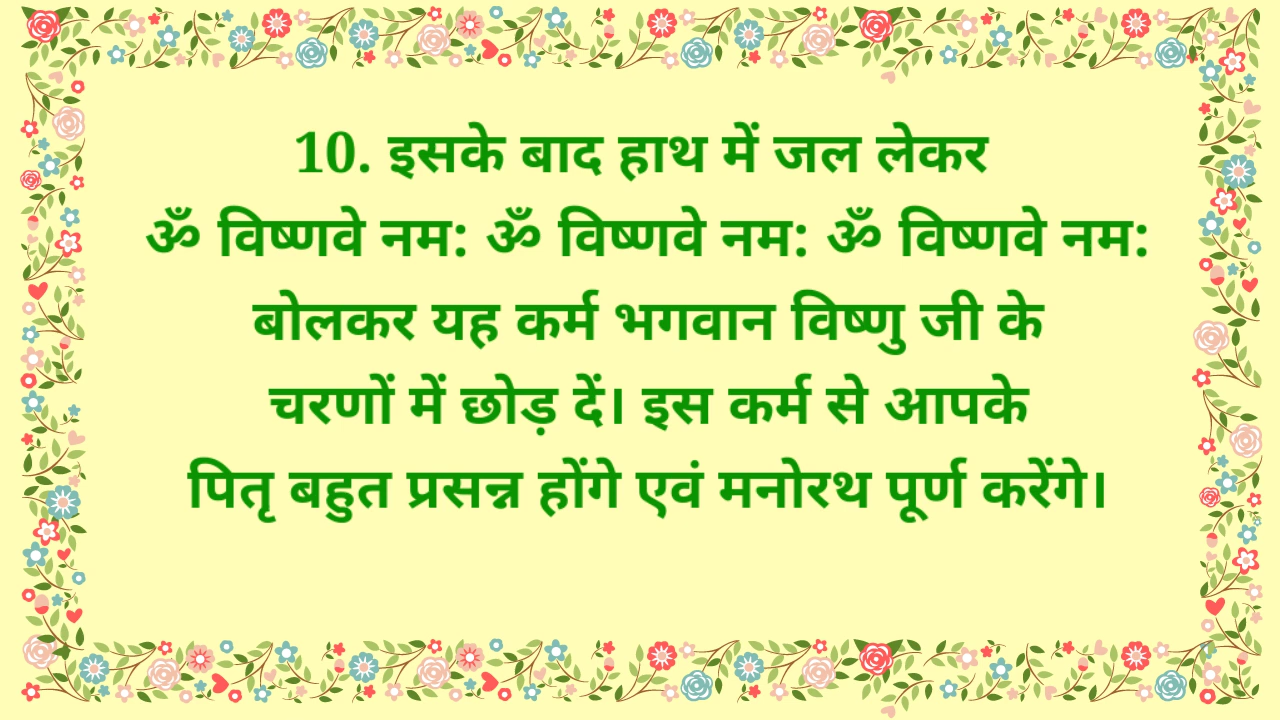 10. इसके बाद हाथ में जल लेकर
ॐ विष्णवे नम: ॐ विष्णवे नम: ॐ विष्णवे नम:
बोलकर यह कर्म भगवान विष्णु जी के
चरणों में छोड़ दें। इस कर्म से आपके
पितृ बहुत प्रसन्न होंगे एवं मनोरथ पूर्ण करेंगे।